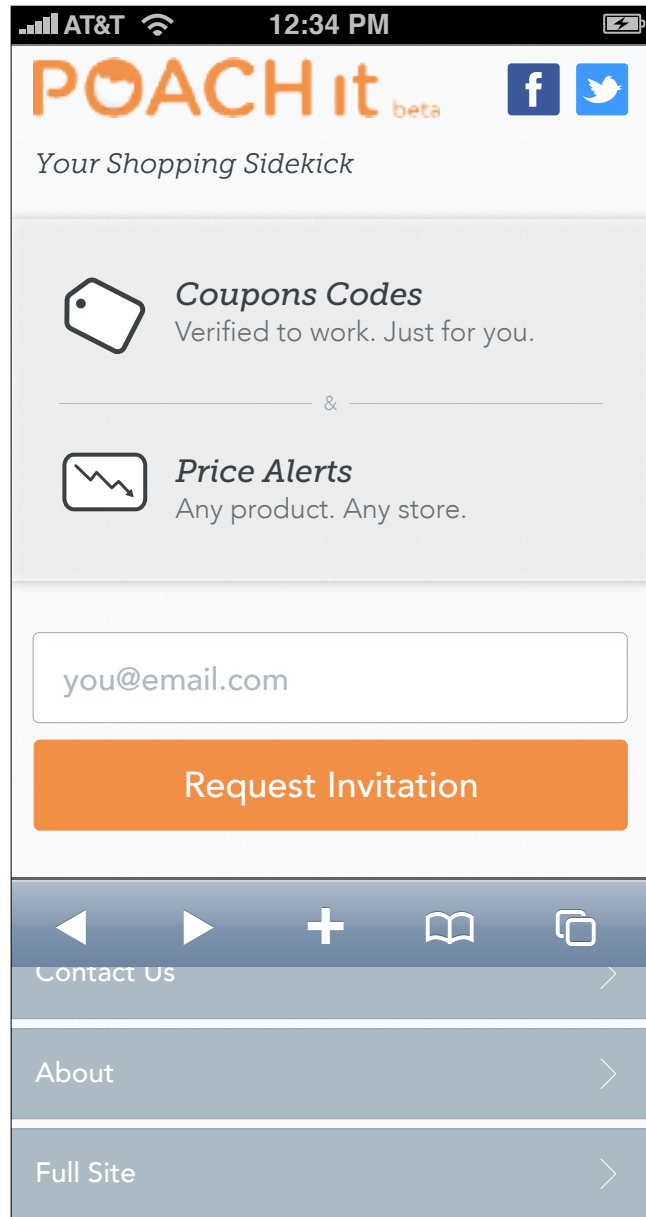 AT&T 12:34 PM
POACH it beta
f
Your Shopping Sidekick
Coupons Codes
Verified to work. Just for you.
&
Price Alerts
Any product. Any store.
you@email.com
Request Invitation
Contact Us
About
Full Site